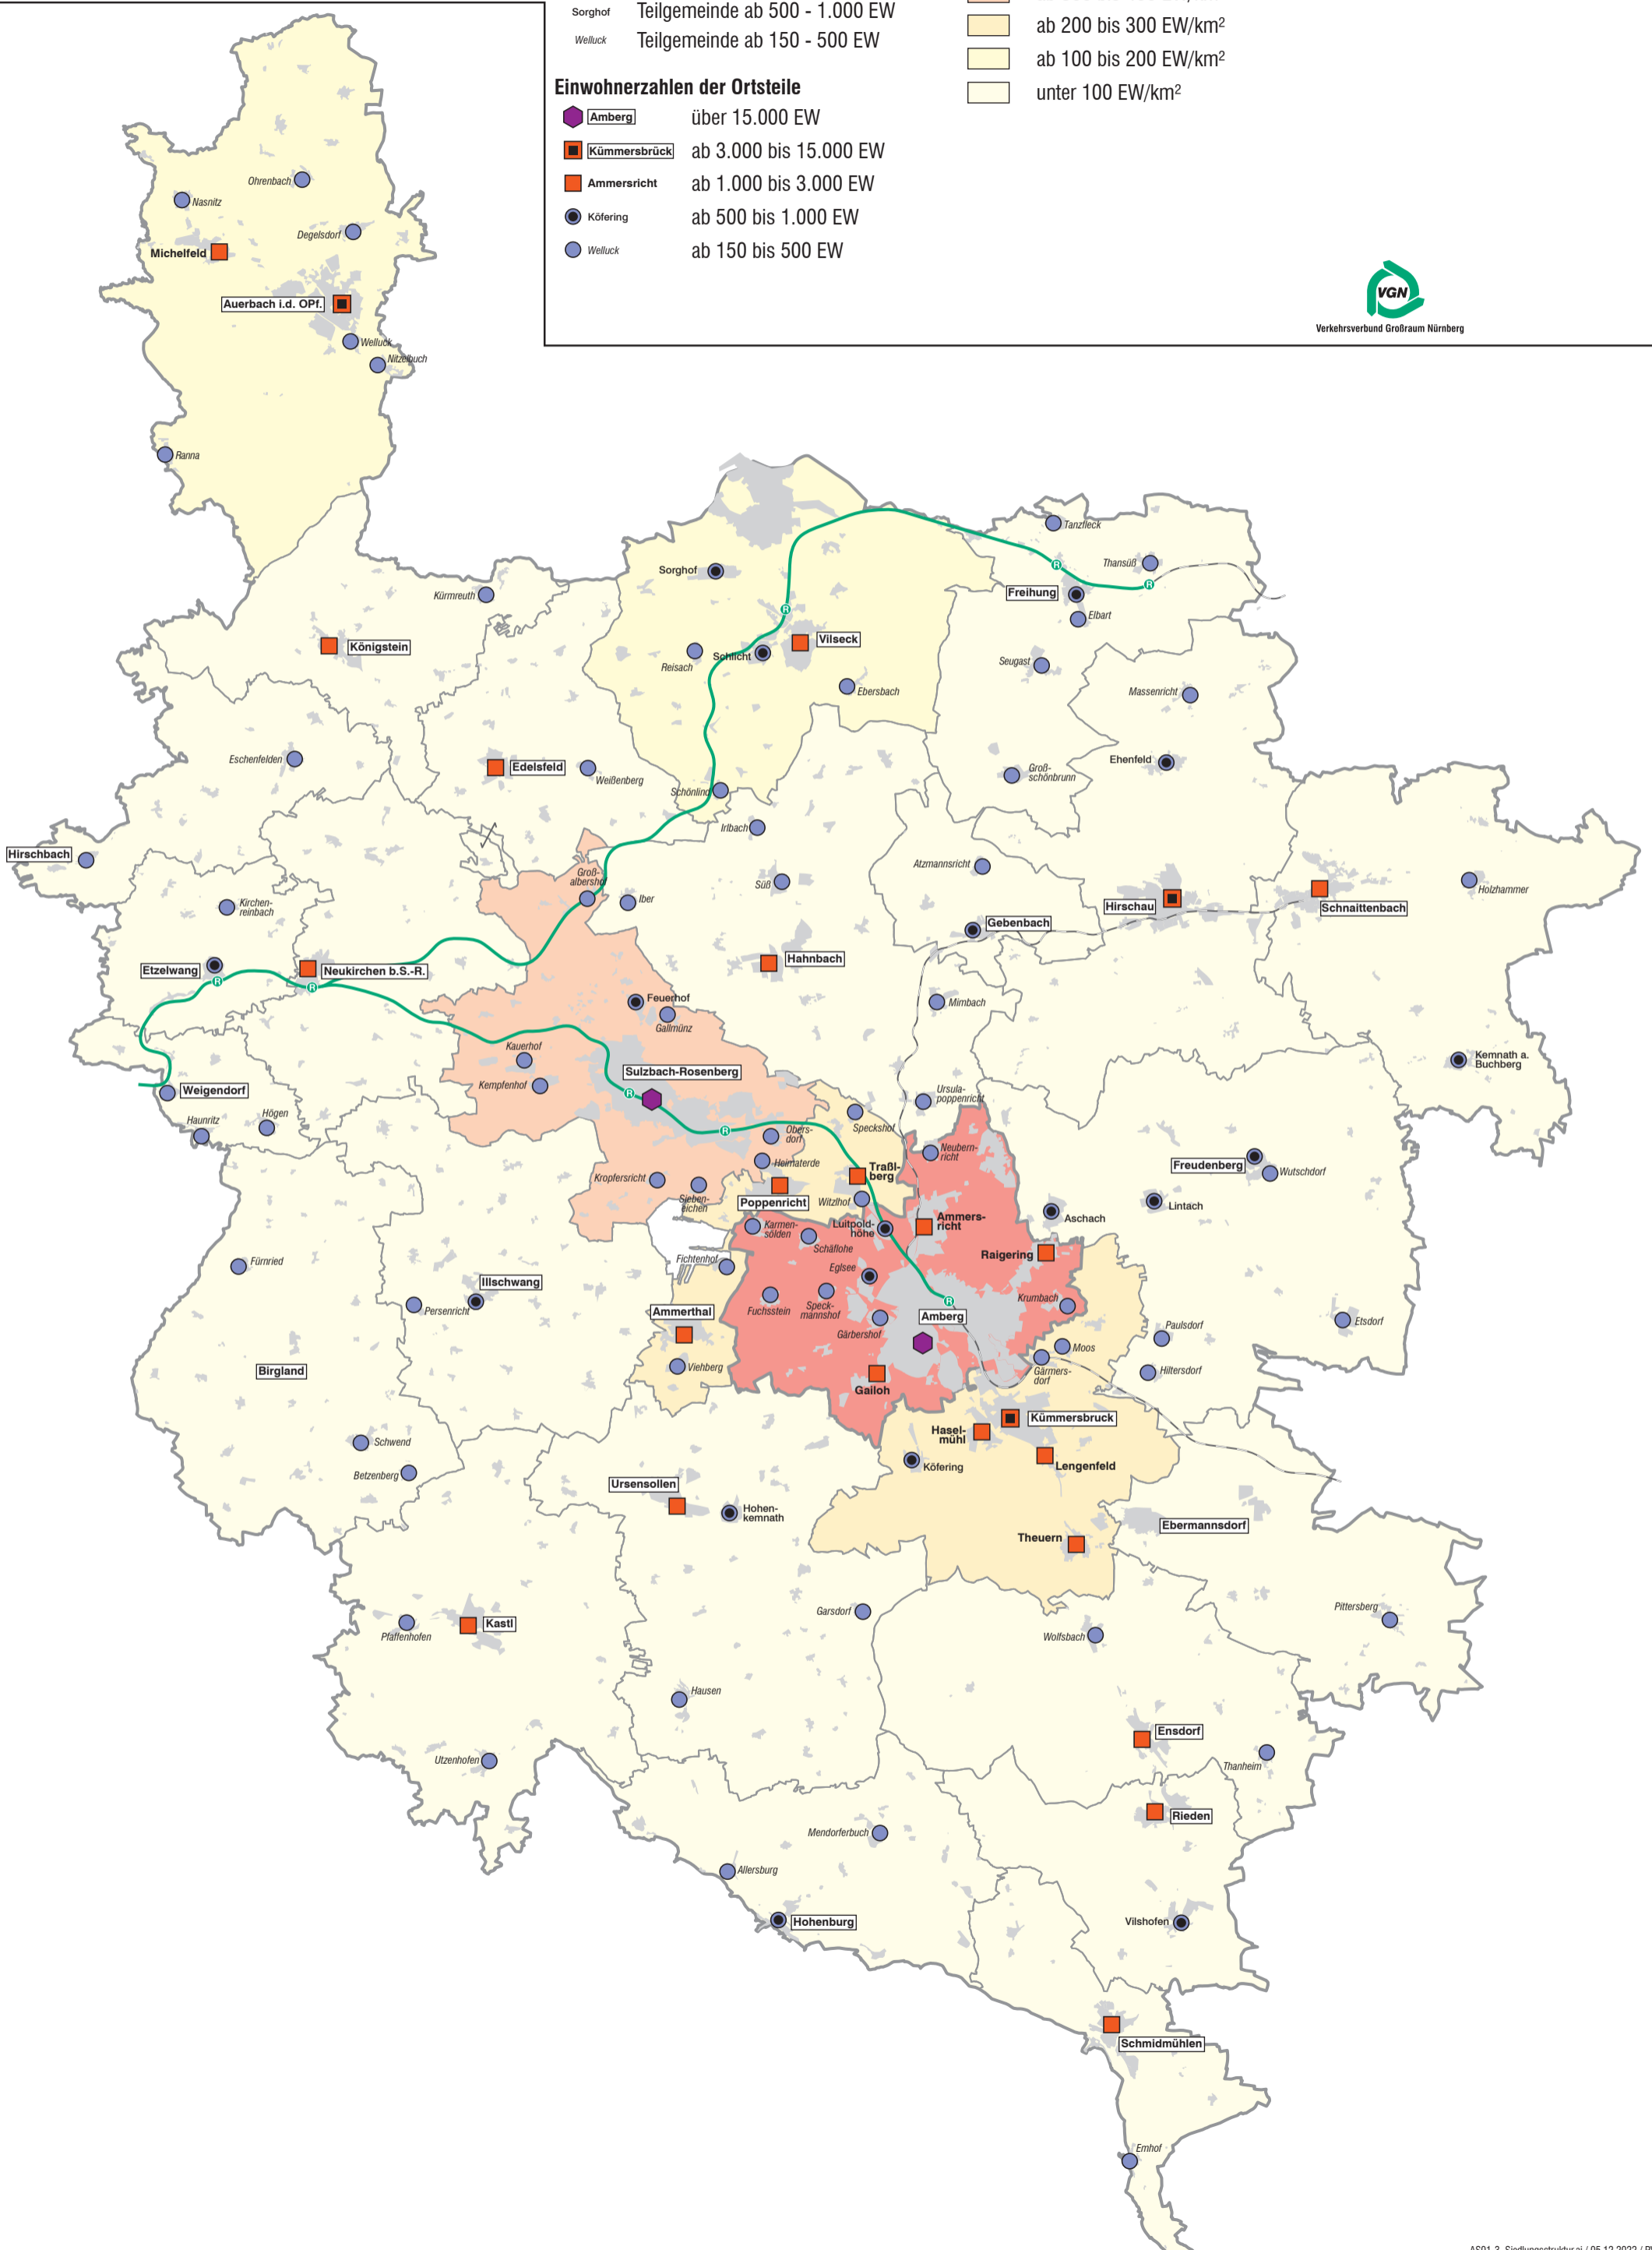 Sorghof Teilgemeinde ab 500 - 1.000 EW
Welluck Teilgemeinde ab 150 - 500 EW
ab 200 bis 300 EW/km²
ab 100 bis 200 EW/km²
unter 100 EW/km²
Einwohnerzahlen der Ortsteile
Amberg über 15.000 EW
Kümmersbrück ab 3.000 bis 15.000 EW
Ammersricht ab 1.000 bis 3.000 EW
Köfering ab 500 bis 1.000 EW
Welluck ab 150 bis 500 EW
VGN
Verkehrsverbund Großraum Nürnberg
Ohrenbach
Nasnitz
Degelsdorf
Michelfeld
Auerbach i.d. OPf.
Welluck
Nitzelbuch
Ranna
Tanzfleck
Thansüß
R
R
Sorghof
Freihung
Kürmreuth
R
Elbart
Königstein
Vilseck
Schlicht
Reisach
Seugast
Ebersbach
Massenricht
Eschenfelden
Edelsfeld
Weißenberg
Groß-
schönbrunn
Ehenfeld
Schönlind
Irlbach
Hirschbach
Atzmannsricht
Groß-
albershof
Süß
Iber
Holzhammer
Kirchen-
reinbach
Hirschau
Schnaittenbach
Gebenbach
Hahnbach
Etzelwang
Neukirchen b.S.-R.
R
R
Feuerhof
Mimbach
Gallmünz
Kauerhof
Kemnath a.
Buchberg
Sulzbach-Rosenberg
Kempfenhof
Weigendorf
R
Ursula-
poppenricht
Högen
Haunritz
Speckshof
R
Obers-
dorf
Neubern-
richt
Heimaterde
Traßl-
berg
Freudenberg
Wutschdorf
Kropfersricht
Sieben-
eichen
Poppenricht
Witzlhof
Lintach
Karmen-
sölden
Luitpold-
höhe
Ammers-
richt
Aschach
Schäflohe
Raigering
Fürnried
Fichtenhof
Eglsee
Illschwang
Persenricht
Fuchsstein
Speck-
mannshof
Krumbach
R
Ammerthal
Amberg
Gärbershof
Paulsdorf
Etsdorf
Moos
Birgland
Viehberg
Gärmers-
dorf
Hiltersdorf
Gailoh
Kümmersbruck
Hasel-
mühl
Schwend
Betzenberg
Köfering
Lengenfeld
Ursensollen
Hohen-
kemnath
Ebermannsdorf
Theuern
Garsdorf
Pittersberg
Kastl
Pfaffenhofen
Wolfsbach
Hausen
Ensdorf
Utzenhofen
Thanheim
Rieden
Mendorferbuch
Allersburg
Hohenburg
Vilshofen
Schmidmühlen
Emhof